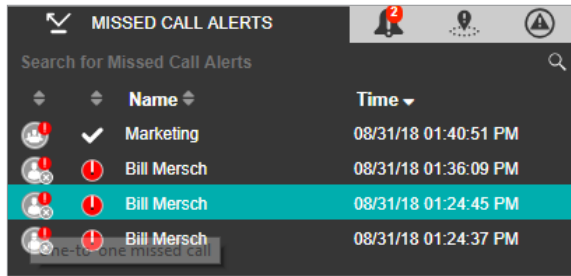 MISSED CALL ALERTS
2
Search for Missed Call Alerts
Name Time
Marketing 08/31/18 01:40:51 PM
Bill Mersch 08/31/18 01:36:09 PM
Bill Mersch 08/31/18 01:24:45 PM
Bill Mersch 08/31/18 01:24:37 PM
One-to-one missed call